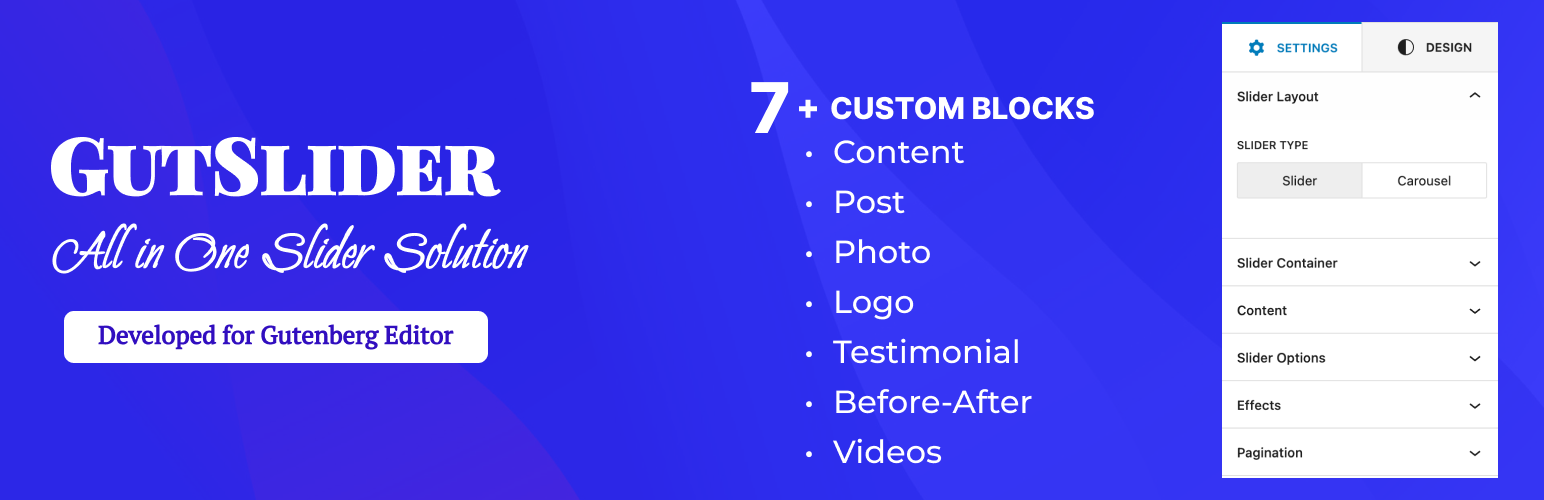 GUTSLIDER
All in One Slider Solution
Developed for Gutenberg Editor
7 + CUSTOM BLOCKS
• Content
• Post
• Photo
• Logo
• Testimonial
• Before-After
• Videos
SETTINGS DESIGN
Slider Layout
SLIDER TYPE
Slider Carousel
Slider Container
Content
Slider Options
Effects
Pagination